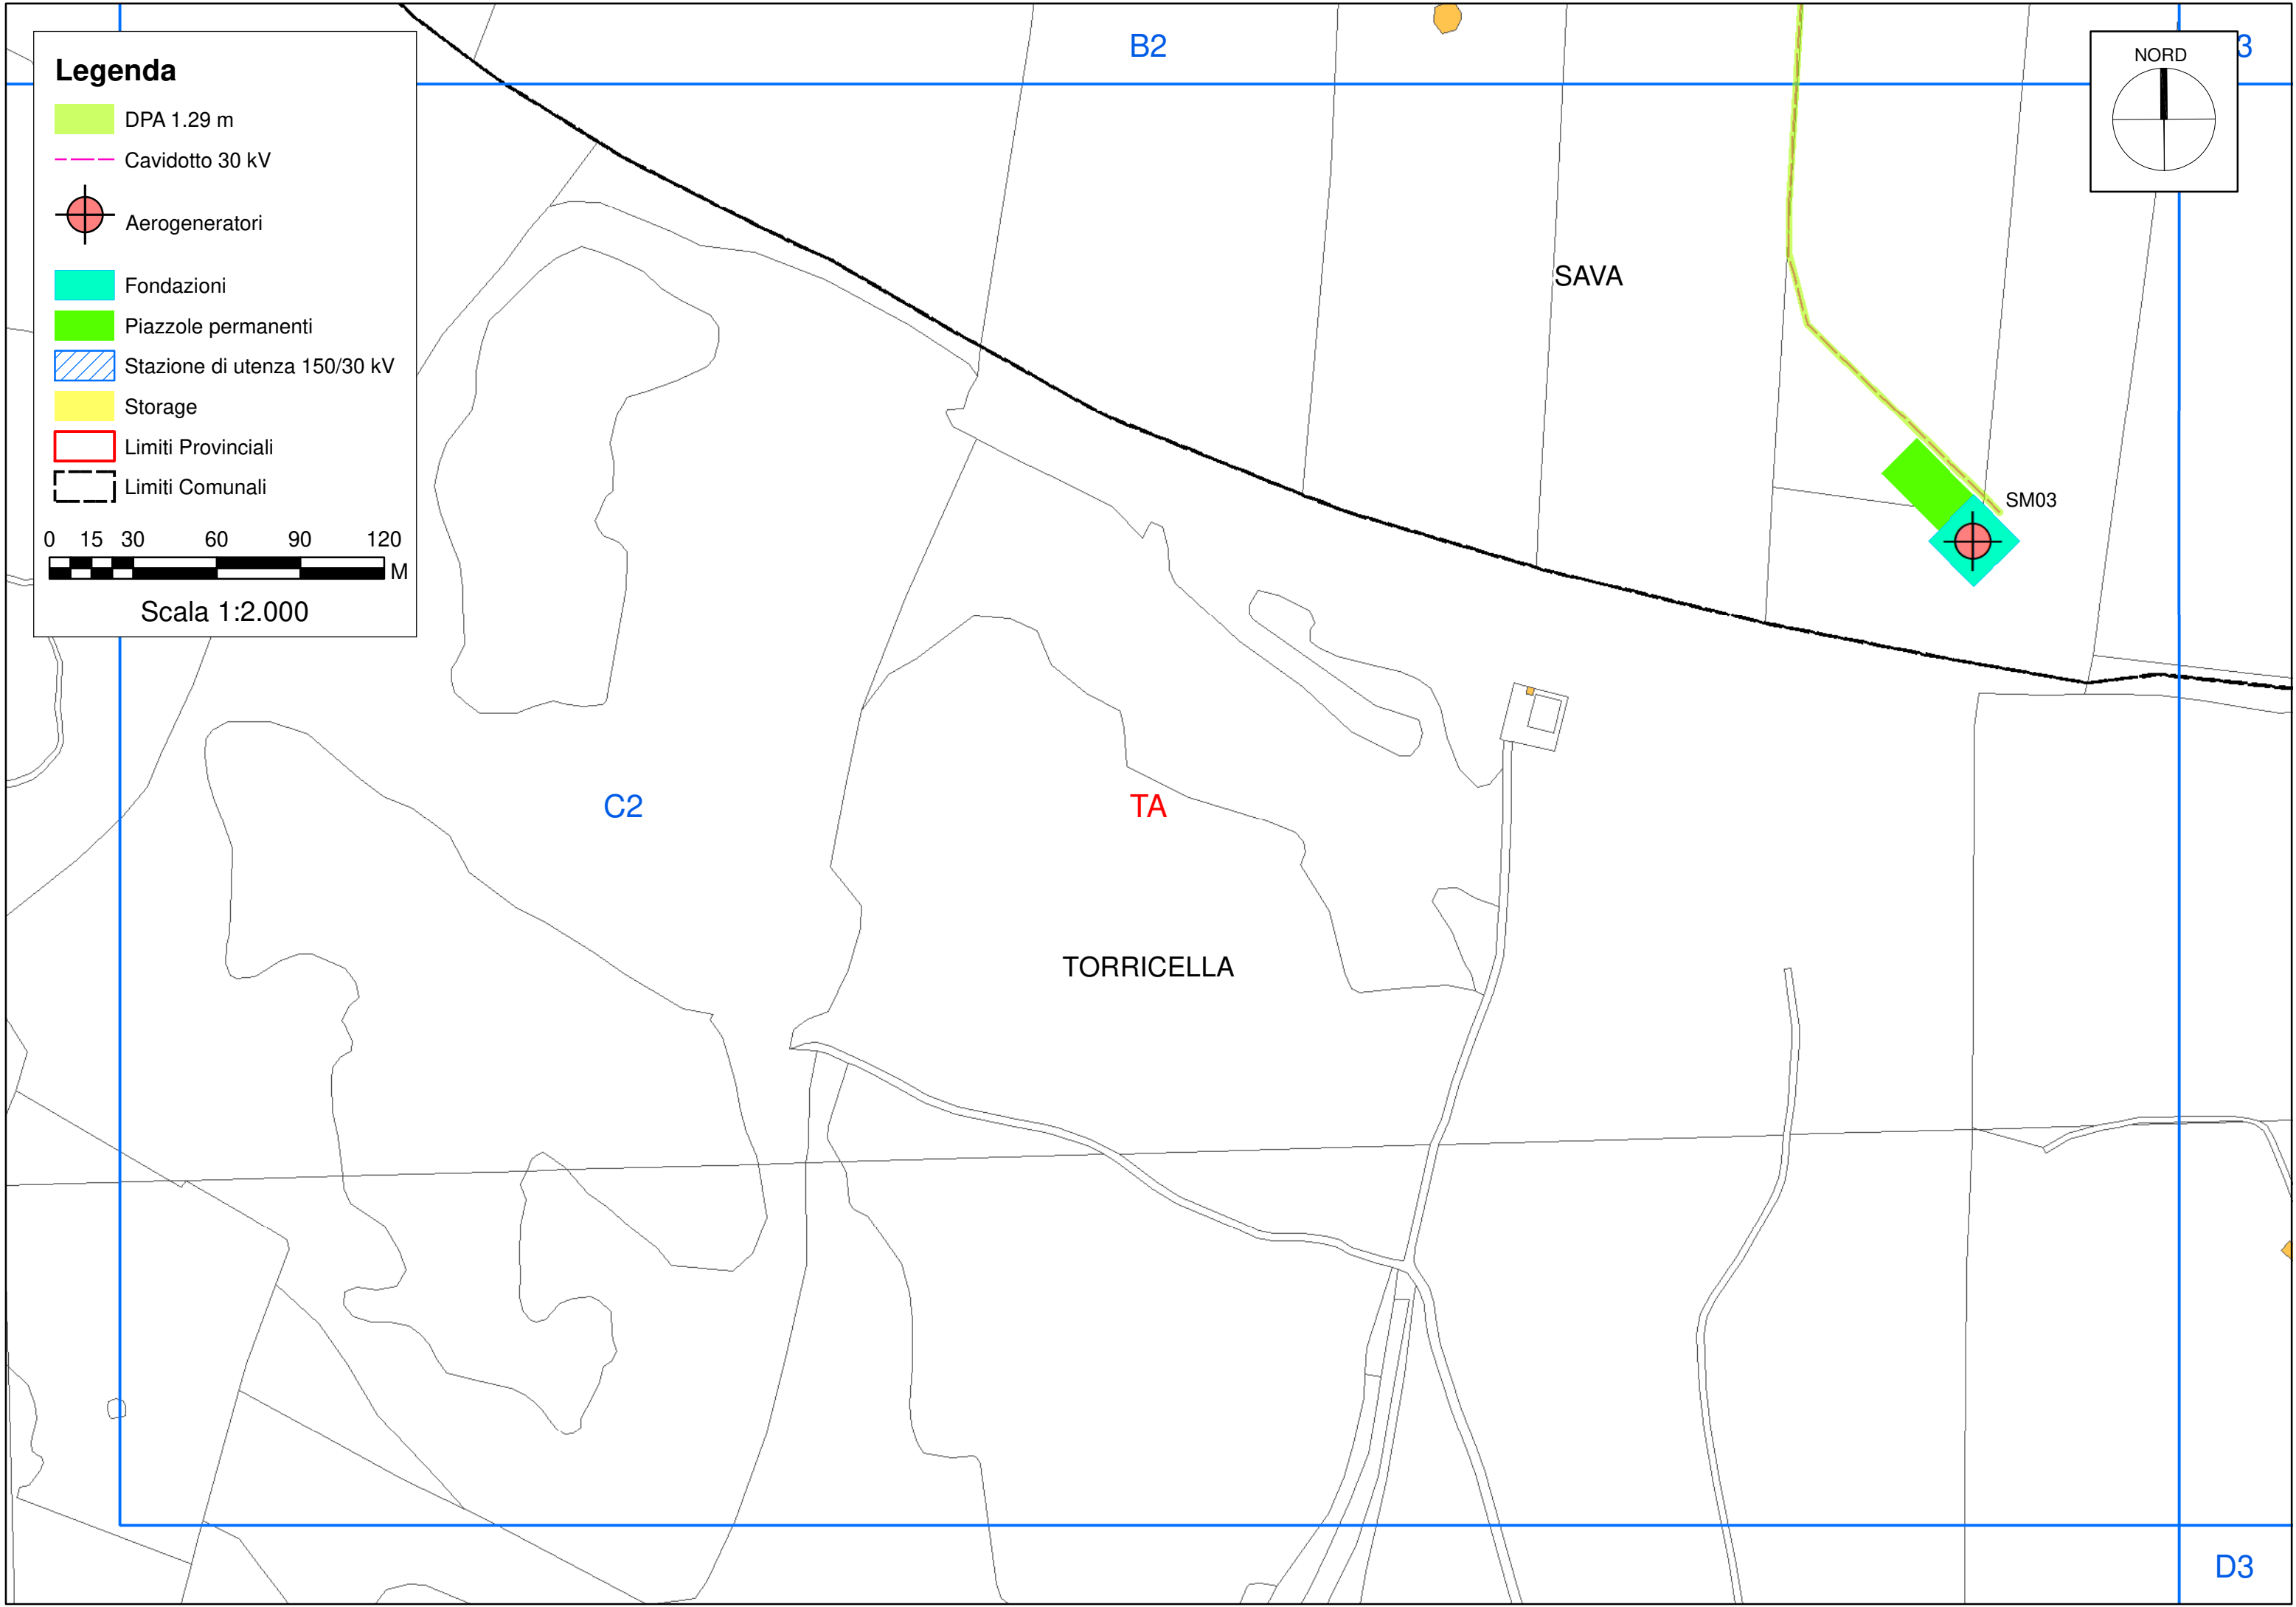 B2
3
NORD
Legenda
DPA 1.29 m
Cavidotto 30 kV
Aerogeneratori
Fondazioni
Piazzole permanenti
Stazione di utenza 150/30 kV
Storage
Limiti Provinciali
Limiti Comunali
0 15 30 60 90 120
M
Scala 1:2.000
SAVA
SM03
C2
TA
TORRICELLA
D3